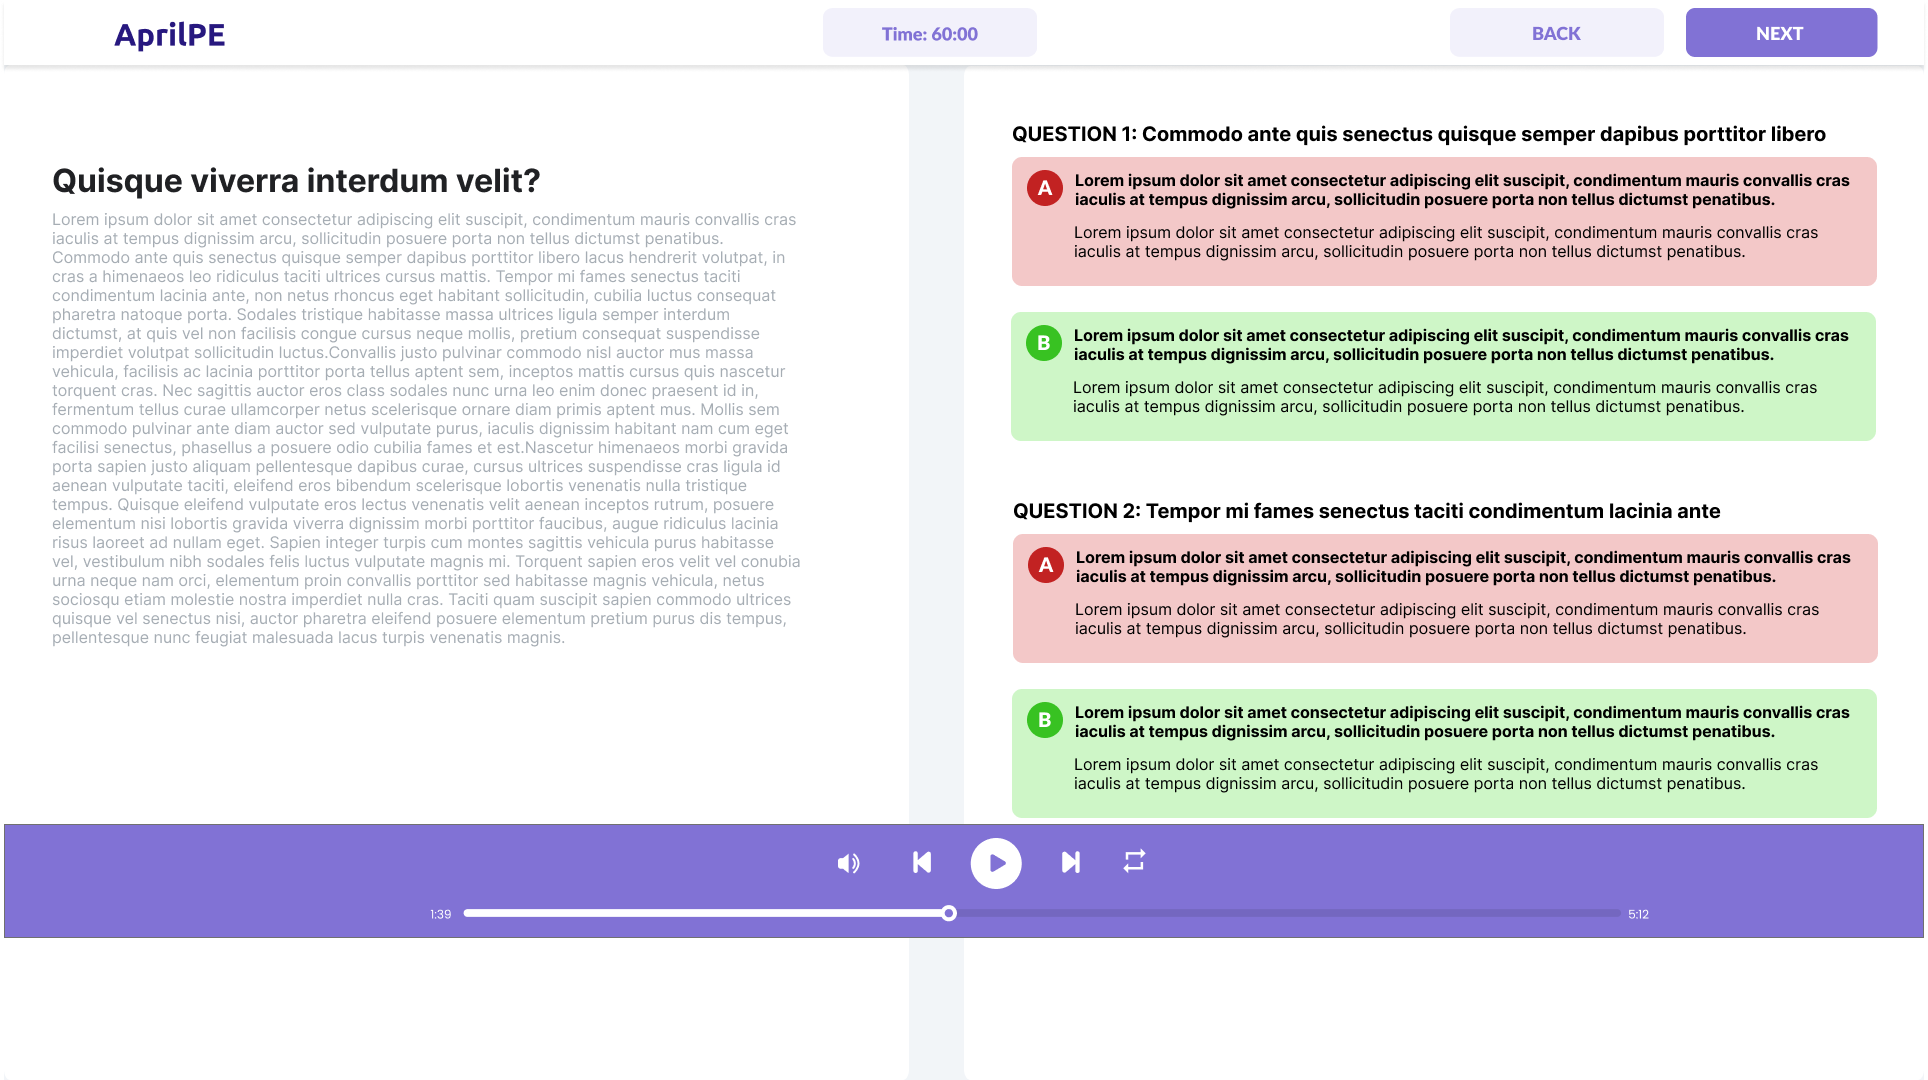 AprilPE
Time: 60:00
BACK
NEXT
Quisque viverra interdum velit?
Lorem ipsum dolor sit amet consectetur adipiscing elit suscipit, condimentum mauris convallis cras
iaculis at tempus dignissim arcu, sollicitudin posuere porta non tellus dictumst penatibus.
Commodo ante quis senectus quisque semper dapibus porttitor libero lacus hendrerit volutpat, in
cras a himenaeos leo ridiculus taciti ultrices cursus mattis. Tempor mi fames senectus taciti
condimentum lacinia ante, non netus rhoncus eget habitant sollicitudin, cubilia luctus consequat
pharetra natoque porta. Sodales tristique habitasse massa ultrices ligula semper interdum
dictumst, at quis vel non facilisis congue cursus neque mollis, pretium consequat suspendisse
imperdiet volutpat sollicitudin luctus.Convallis justo pulvinar commodo nisl auctor mus massa
vehicula, facilisis ac lacinia porttitor porta tellus aptent sem, inceptos mattis cursus quis nascetur
torquent cras. Nec sagittis auctor eros class sodales nunc urna leo enim donec praesent id in,
fermentum tellus curae ullamcorper netus scelerisque ornare diam primis aptent mus. Mollis sem
commodo pulvinar ante diam auctor sed vulputate purus, iaculis dignissim habitant nam cum eget
facilisi senectus, phasellus a posuere odio cubilia fames et est.Nascetur himenaeos morbi gravida
porta sapien justo aliquam pellentesque dapibus curae, cursus ultrices suspendisse cras ligula id
aenean vulputate taciti, eleifend eros bibendum scelerisque lobortis venenatis nulla tristique
tempus. Quisque eleifend vulputate eros lectus venenatis velit aenean inceptos rutrum, posuere
elementum nisi lobortis gravida viverra dignissim morbi porttitor faucibus, augue ridiculus lacinia
risus laoreet ad nullam eget. Sapien integer turpis cum montes sagittis vehicula purus habitasse
vel, vestibulum nibh sodales felis luctus vulputate magnis mi. Torquent sapien eros velit vel conubia
urna neque nam orci, elementum proin convallis porttitor sed habitasse magnis vehicula, netus
sociosqu etiam molestie nostra imperdiet nulla cras. Taciti quam suscipit sapien commodo ultrices
quisque vel senectus nisi, auctor pharetra eleifend posuere elementum pretium purus dis tempus,
pellentesque nunc feugiat malesuada lacus turpis venenatis magnis.
QUESTION 1: Commodo ante quis senectus quisque semper dapibus porttitor libero
A
Lorem ipsum dolor sit amet consectetur adipiscing elit suscipit, condimentum mauris convallis cras
iaculis at tempus dignissim arcu, sollicitudin posuere porta non tellus dictumst penatibus.
Lorem ipsum dolor sit amet consectetur adipiscing elit suscipit, condimentum mauris convallis cras
iaculis at tempus dignissim arcu, sollicitudin posuere porta non tellus dictumst penatibus.
B
Lorem ipsum dolor sit amet consectetur adipiscing elit suscipit, condimentum mauris convallis cras
iaculis at tempus dignissim arcu, sollicitudin posuere porta non tellus dictumst penatibus.
Lorem ipsum dolor sit amet consectetur adipiscing elit suscipit, condimentum mauris convallis cras
iaculis at tempus dignissim arcu, sollicitudin posuere porta non tellus dictumst penatibus.
QUESTION 2: Tempor mi fames senectus taciti condimentum lacinia ante
A
Lorem ipsum dolor sit amet consectetur adipiscing elit suscipit, condimentum mauris convallis cras
iaculis at tempus dignissim arcu, sollicitudin posuere porta non tellus dictumst penatibus.
Lorem ipsum dolor sit amet consectetur adipiscing elit suscipit, condimentum mauris convallis cras
iaculis at tempus dignissim arcu, sollicitudin posuere porta non tellus dictumst penatibus.
B
Lorem ipsum dolor sit amet consectetur adipiscing elit suscipit, condimentum mauris convallis cras
iaculis at tempus dignissim arcu, sollicitudin posuere porta non tellus dictumst penatibus.
Lorem ipsum dolor sit amet consectetur adipiscing elit suscipit, condimentum mauris convallis cras
iaculis at tempus dignissim arcu, sollicitudin posuere porta non tellus dictumst penatibus.
1:39
5:12